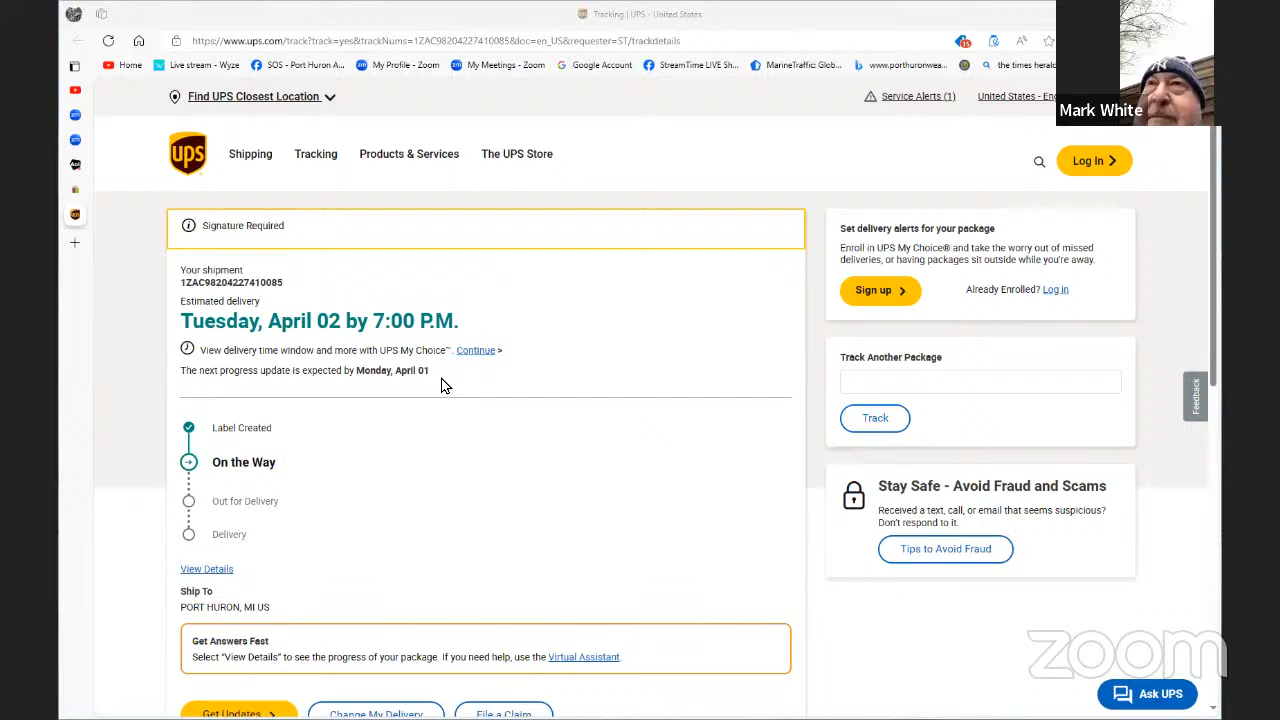 Tracking | UPS - United States
https://www.ups.com/track?track=yes&trackNums=1ZAC98204227410085&loc=en_US&requester=ST/trackdetails
15
Home
Live stream - Wyze
SOS - Port Huron A...
My Profile - Zoom
My Meetings - Zoom
Google Account
StreamTime LIVE Sh...
MarineTraffic: Glob...
www.porthuronwea...
the times herald
Find UPS Closest Location
Service Alerts (1)
United States - En
Mark White
ups
Shipping
Tracking
Products & Services
The UPS Store
Log In
Signature Required
Your shipment
1ZAC98204227410085
Estimated delivery
Tuesday, April 02 by 7:00 P.M.
View delivery time window and more with UPS My Choice™. Continue >
The next progress update is expected by Monday, April 01
Label Created
On the Way
Out for Delivery
Delivery
View Details
Ship To
PORT HURON, MI US
Get Answers Fast
Select "View Details" to see the progress of your package. If you need help, use the Virtual Assistant.
Get Updates
Change My Delivery
File a Claim
Set delivery alerts for your package
Enroll in UPS My Choice® and take the worry out of missed
deliveries, or having packages sit outside while you're away.
Sign up
Already Enrolled? Log in
Track Another Package
Track
Feedback
Stay Safe - Avoid Fraud and Scams
Received a text, call, or email that seems suspicious?
Don't respond to it.
Tips to Avoid Fraud
zoom
Ask UPS